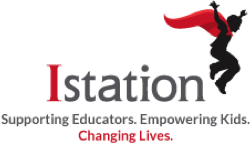 Istation
Supporting Educators. Empowering Kids.
Changing Lives.